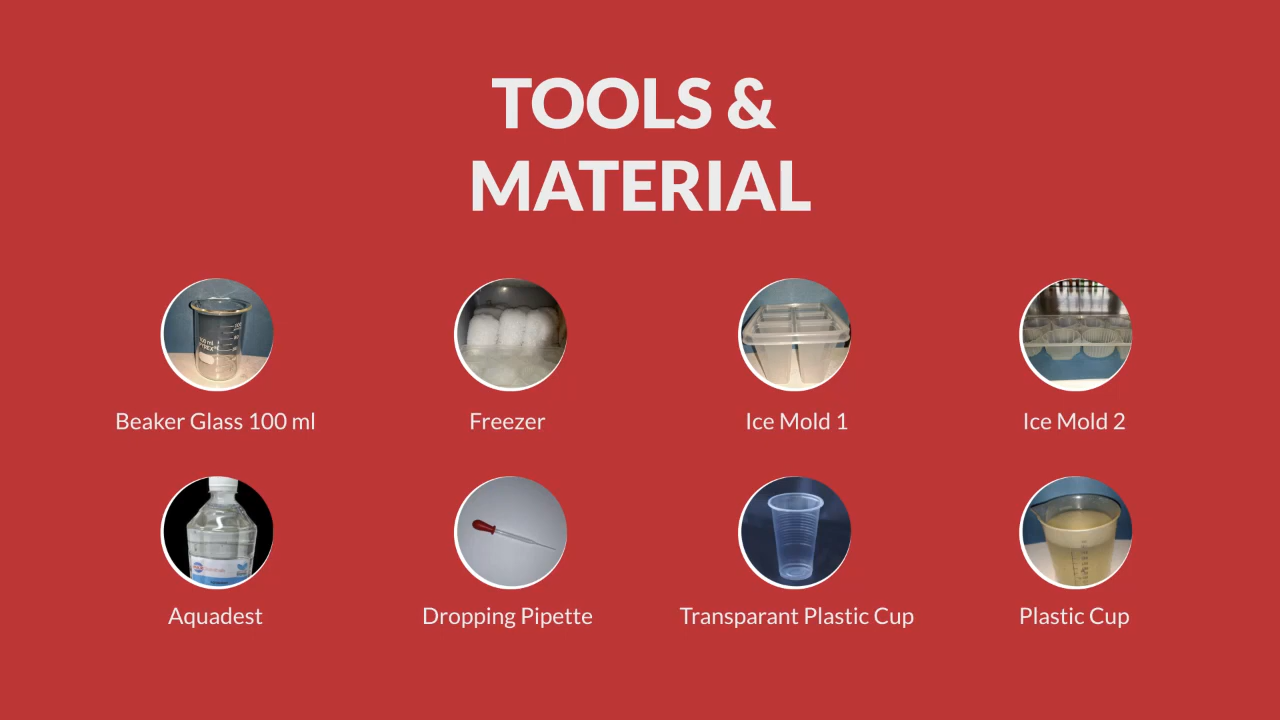 TOOLS &
MATERIAL
Beaker Glass 100 ml
Freezer
Ice Mold 1
Ice Mold 2
Aquadest
Dropping Pipette
Transparant Plastic Cup
Plastic Cup